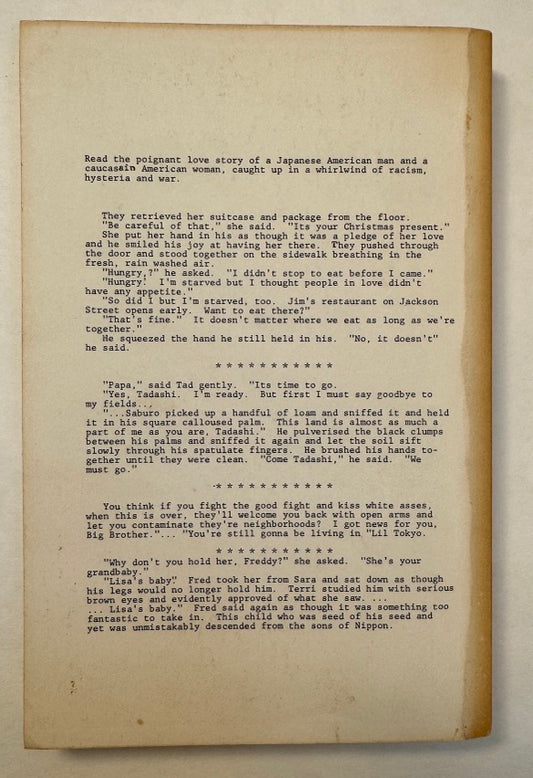 Read the poignant love story of a Japanese American man and a
caucasain American woman, caught up in a whirlwind of racism,
hysteria and war.
They retrieved her suitcase and package from the floor.
"Be careful of that," she said. "Its your Christmas present."
She put her hand in his as though it was a pledge of her love
and he smiled his joy at having her there. They pushed through
the door and stood together on the sidewalk breathing in the
fresh, rain washed air.
"Hungry,?" he asked. "I didn't stop to eat before I came."
"Hungry! I'm starved but I thought people in love didn't
have any appetite."
"So did I but I'm starved, too. Jim's restaurant on Jackson
Street opens early. Want to eat there?"
"That's fine." It doesn't matter where we eat as long as we're
together."
He squeezed the hand he still held in his. "No, it doesn't"
he said.
* * * * * * * * * * *
"Papa," said Tad gently. "Its time to go.
"Yes, Tadashi. I'm ready. But first I must say goodbye to
my fields...
"...Saburo picked up a handful of loam and sniffed it and held
it in his square calloused palm. This land is almost as much a
part of me as you are, Tadashi." He pulverised the black clumps
between his palms and sniffed it again and let the soil sift
slowly through his spatulate fingers. He brushed his hands to-
gether until they were clean. "Come Tadashi," he said. "We
must go."
* * * * * * * * * * *
You think if you fight the good fight and kiss white asses,
when this is over, they'll welcome you back with open arms and
let you contaminate they're neighborhoods? I got news for you,
Big Brother."... "You're still gonna be living in "Lil Tokyo.
* * * * * * * * * * *
"Why don't you hold her, Freddy?" she asked. "She's your
grandbaby."
"Lisa's baby." Fred took her from Sara and sat down as though
his legs would no longer hold him. Terri studied him with serious
brown eyes and evidently approved of what she saw. ...
... Lisa's baby." Fred said again as though it was something too
fantastic to take in. This child who was seed of his seed and
yet was unmistakably descended from the sons of Nippon.